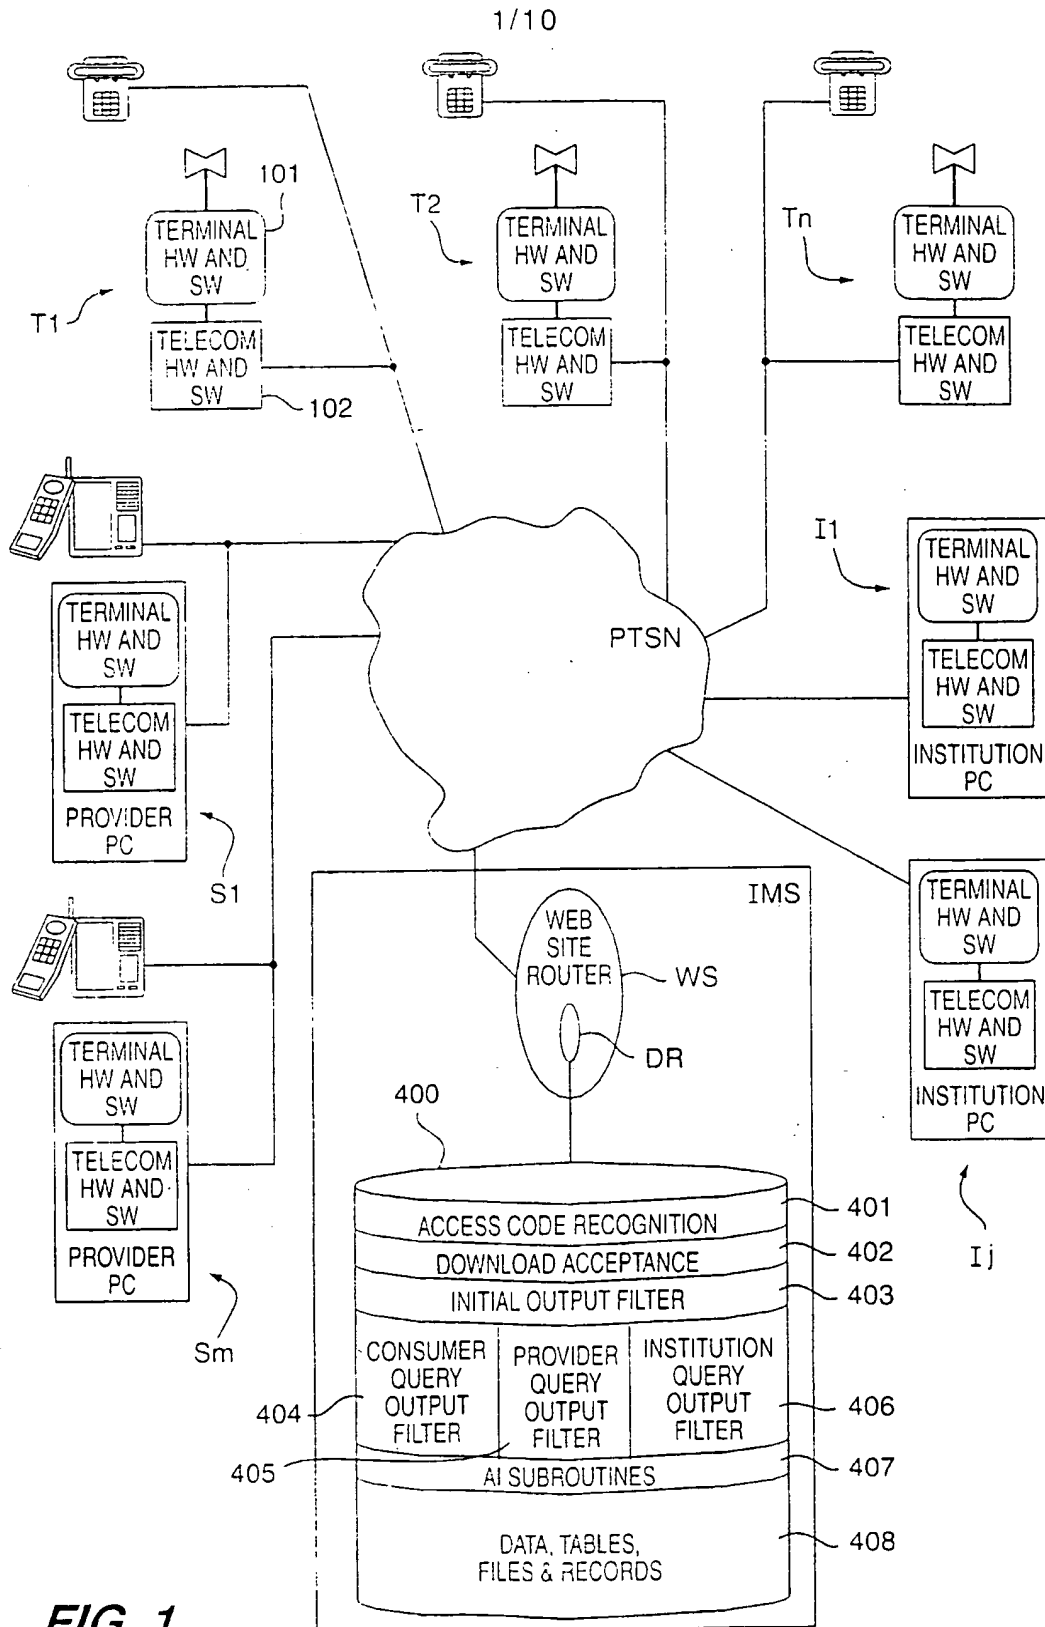 1/10
101
T1
TERMINAL
HW AND
SW
TELECOM
HW AND
SW
102
T2
TERMINAL
HW AND
SW
TELECOM
HW AND
SW
Tn
TERMINAL
HW AND
SW
TELECOM
HW AND
SW
TERMINAL
HW AND
SW
TELECOM
HW AND
SW
PROVIDER
PC
S1
PTSN
I1
TERMINAL
HW AND
SW
TELECOM
HW AND
SW
INSTITUTION
PC
TERMINAL
HW AND
SW
TELECOM
HW AND
SW
PROVIDER
PC
Sm
TERMINAL
HW AND
SW
TELECOM
HW AND
SW
INSTITUTION
PC
Ij
IMS
WEB
SITE
ROUTER
WS
DR
400
ACCESS CODE RECOGNITION
401
DOWNLOAD ACCEPTANCE
402
INITIAL OUTPUT FILTER
403
CONSUMER
QUERY
OUTPUT
FILTER
404
PROVIDER
QUERY
OUTPUT
FILTER
405
INSTITUTION
QUERY
OUTPUT
FILTER
406
AI SUBROUTINES
407
DATA, TABLES,
FILES & RECORDS
408
FIG. 1